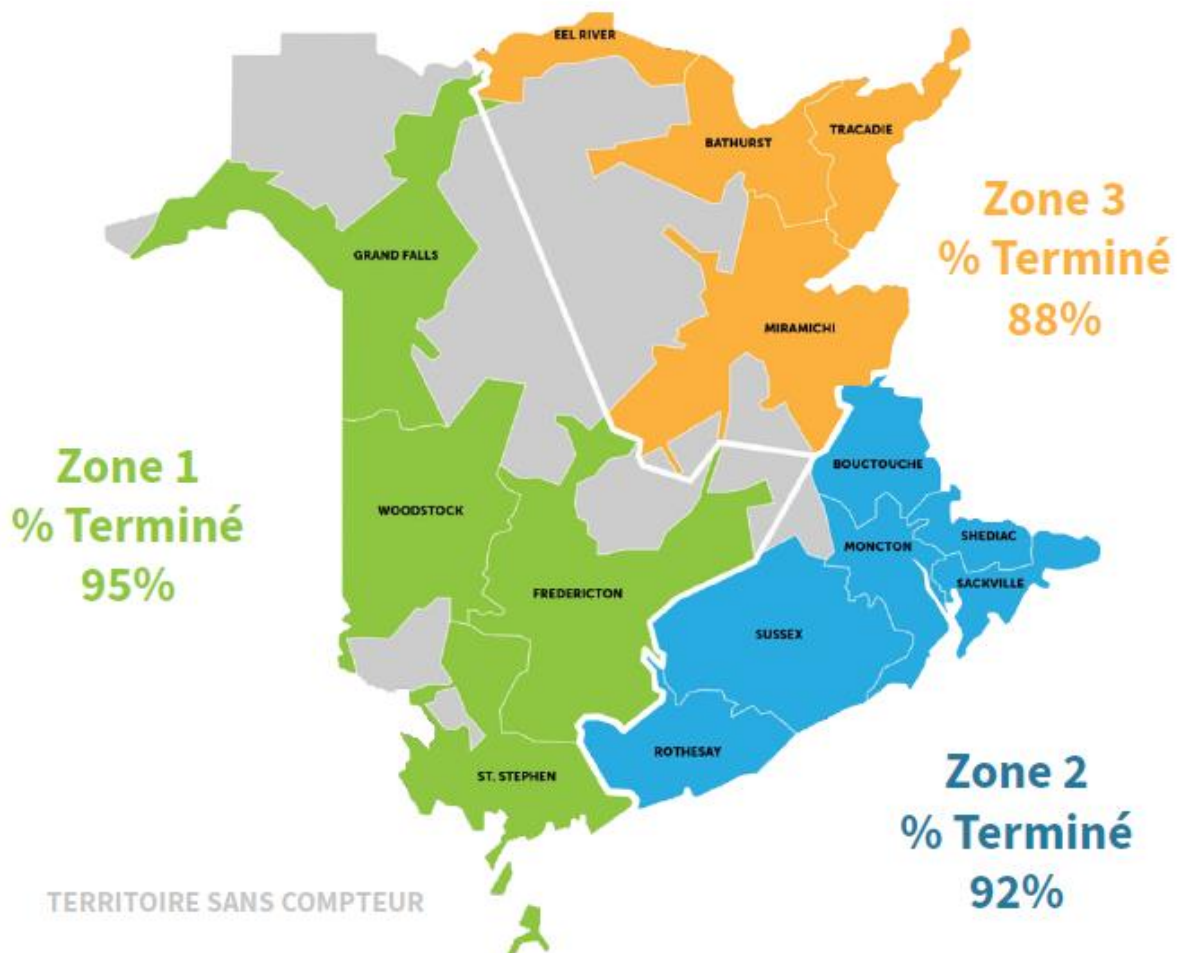 EEL RIVER
TRACADIE
BATHURST
Zone 3
% Terminé
88%
GRAND FALLS
MIRAMICHI
Zone 1
% Terminé
95%
BOUCTOUCHE
WOODSTOCK
SHEDIAC
MONCTON
SACKVILLE
FREDERICTON
SUSSEX
ROTHESAY
ST. STEPHEN
Zone 2
% Terminé
92%
TERRITOIRE SANS COMPTEUR